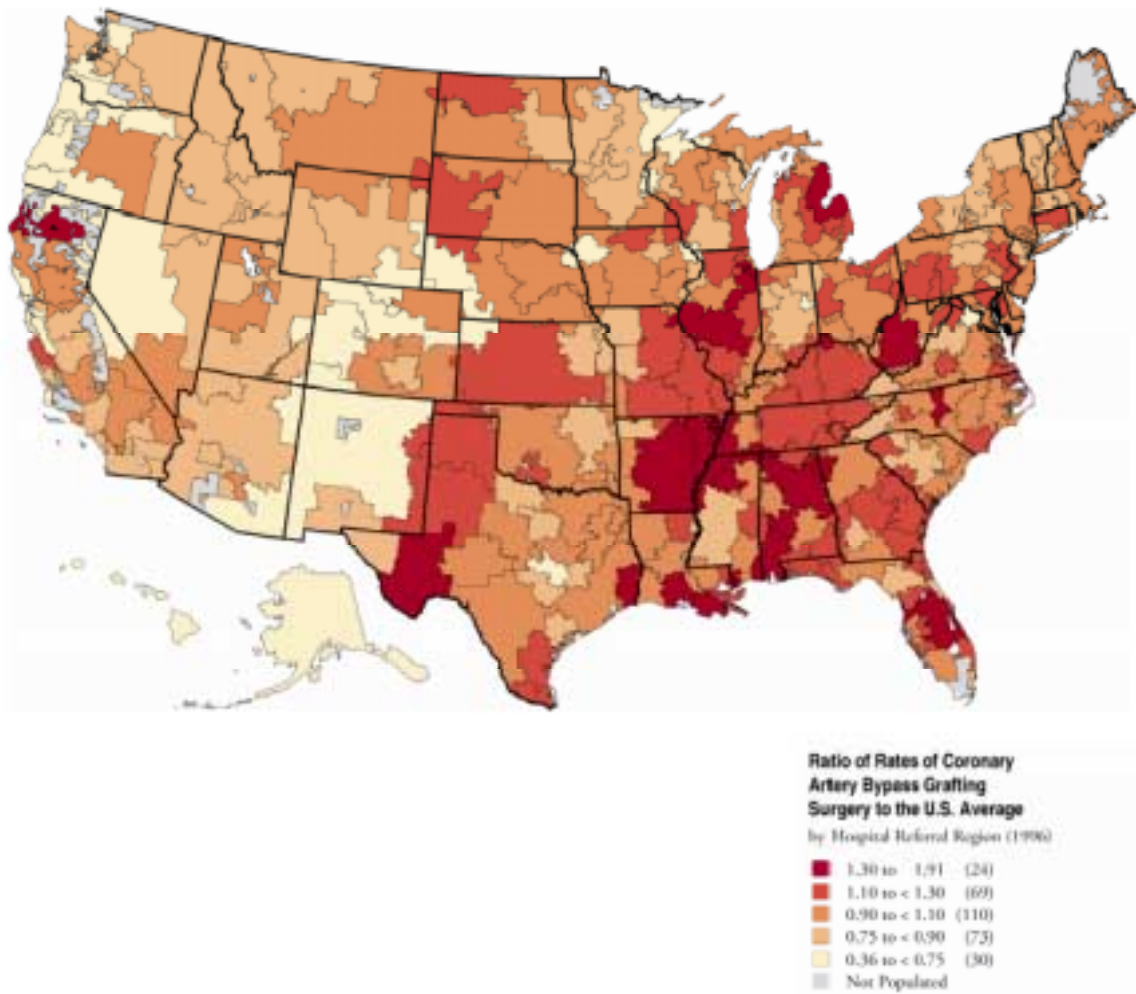 Ratio of Rates of Coronary
Artery Bypass Grafting
Surgery to the U.S. Average
by Hospital Referral Region (1996)
1.30 to 1.91 (24)
1.10 to < 1.30 (69)
0.90 to < 1.10 (110)
0.75 to < 0.90 (73)
0.36 to < 0.75 (30)
Not Populated